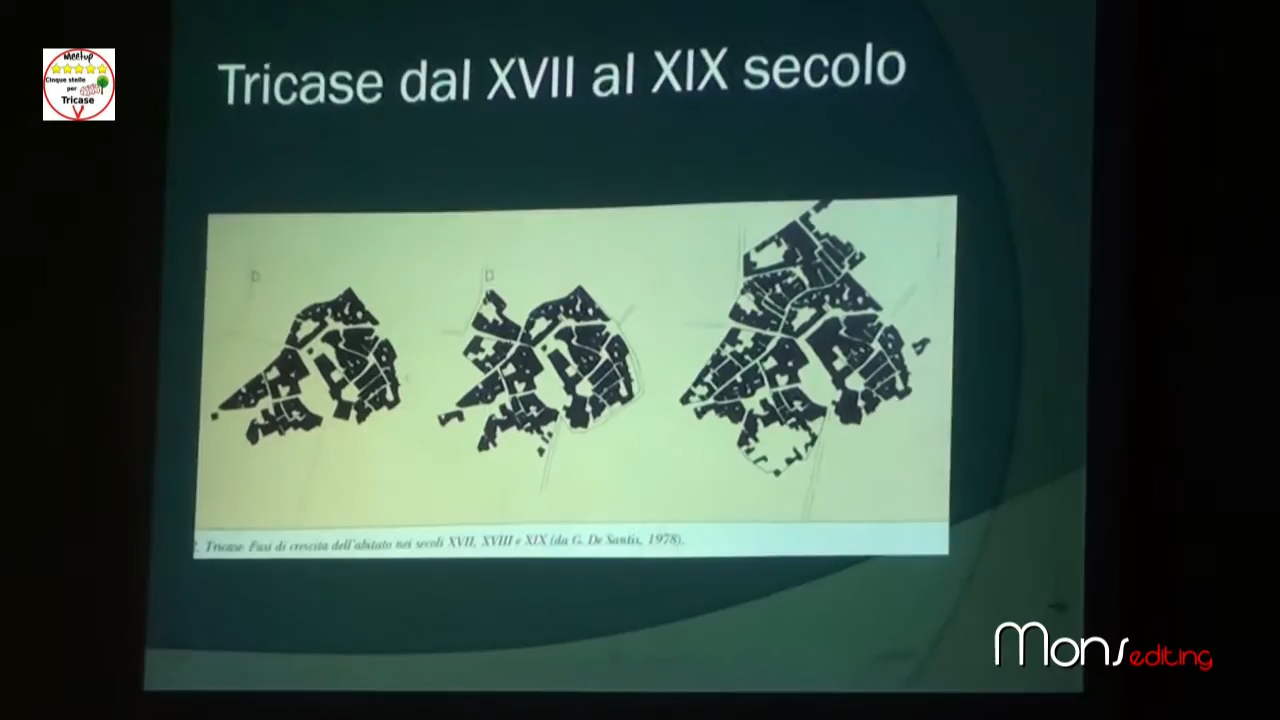 Meetup
Cinque stelle
per
Tricase
Tricase dal XVII al XIX secolo
Tricase. Fasi di crescita dell'abitato nei secoli XVII, XVIII e XIX (da G. De Santis, 1978).
Mons editing